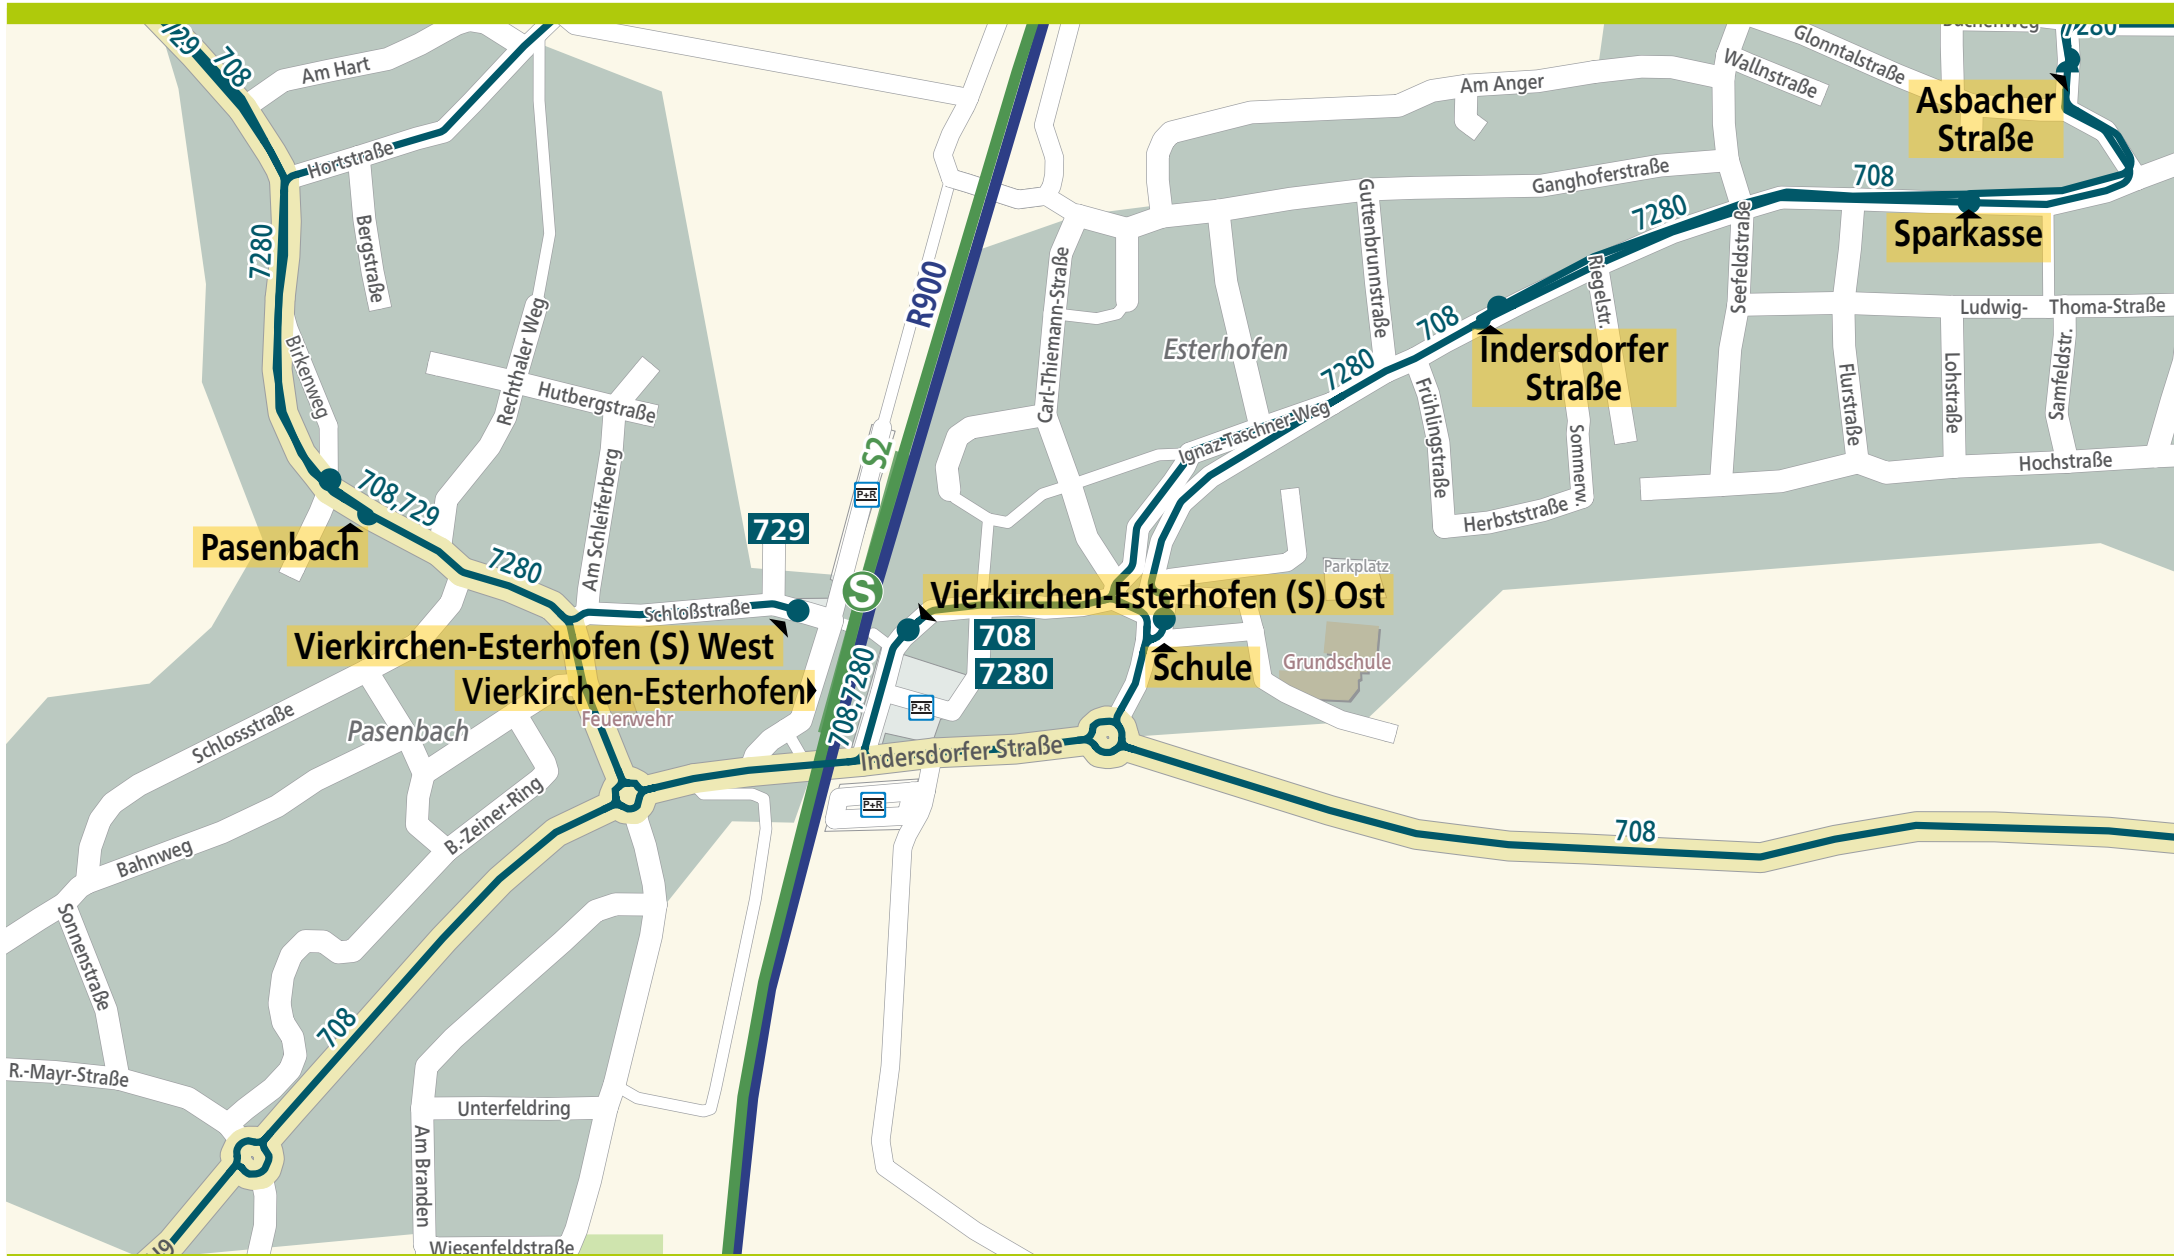 729
708
Am Hart
Hortstraße
7280
Bergstraße
Birkenweg
Rechthaler Weg
Hutbergstraße
Am Schleiferberg
708,729
Pasenbach
7280
729
Schloßstraße
Vierkirchen-Esterhofen (S) West
Vierkirchen-Esterhofen
Feuerwehr
Schlossstraße
Pasenbach
Bahnweg
B.-Zeiner-Ring
Sonnenstraße
708
R.-Mayr-Straße
Unterfeldring
Am Branden
Wiesenfeldstraße
R900
S2
P+R
S
Vierkirchen-Esterhofen (S) Ost
708
7280
708,7280
P+R
Indersdorfer Straße
P+R
Schule
Grundschule
Parkplatz
708
Carl-Thiemann-Straße
Esterhofen
Ignaz-Taschner-Weg
7280
708
Guttenbrunnstraße
Frühlingstraße
Herbststraße
Sommerw.
Riegelstr.
Indersdorfer
Straße
7280
Am Anger
Ganghoferstraße
Wallnstraße
Glonntalstraße
7280
Asbacher
Straße
708
Sparkasse
Seefeldstraße
Ludwig-
Thoma-Straße
Flurstraße
Lohstraße
Samfeldstr.
Hochstraße